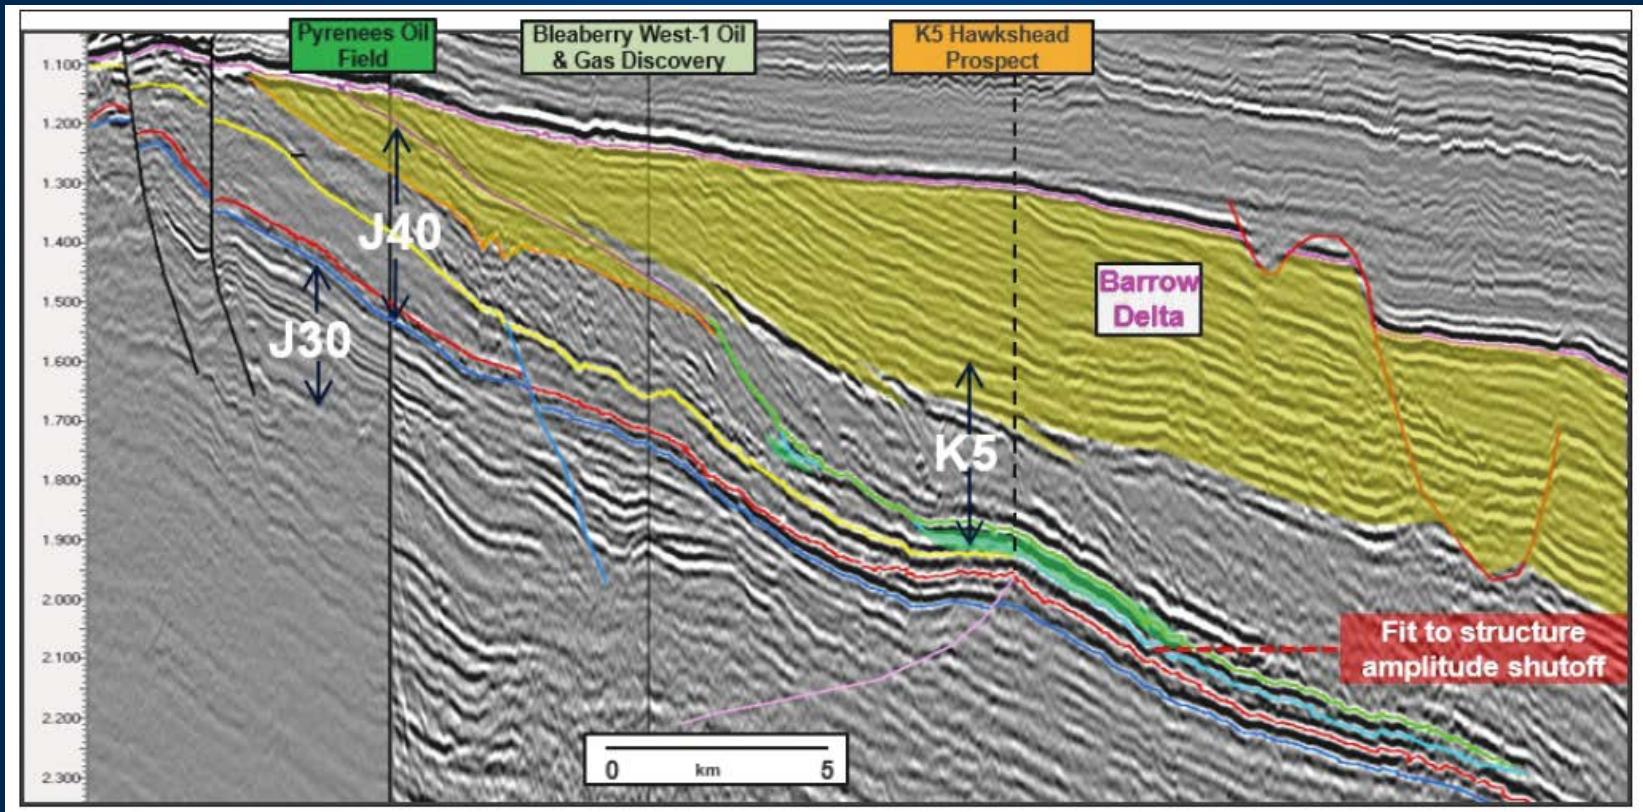 Pyrenees Oil
Field
Bleaberry West-1 Oil
& Gas Discovery
K5 Hawkshead
Prospect
1.100
1.200
1.300
1.400
1.500
1.600
1.700
1.800
1.900
2.000
2.100
2.200
2.300
J40
J30
Barrow
Delta
K5
Fit to structure
amplitude shutoff
0 km 5